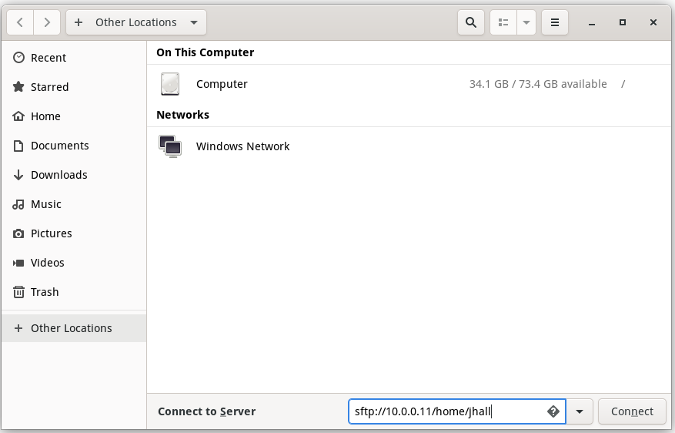 Other Locations
Recent
Starred
Home
Documents
Downloads
Music
Pictures
Videos
Trash
Other Locations
On This Computer
Computer 34.1 GB / 73.4 GB available /
Networks
Windows Network
Connect to Server sftp://10.0.0.11/home/jhall Connect